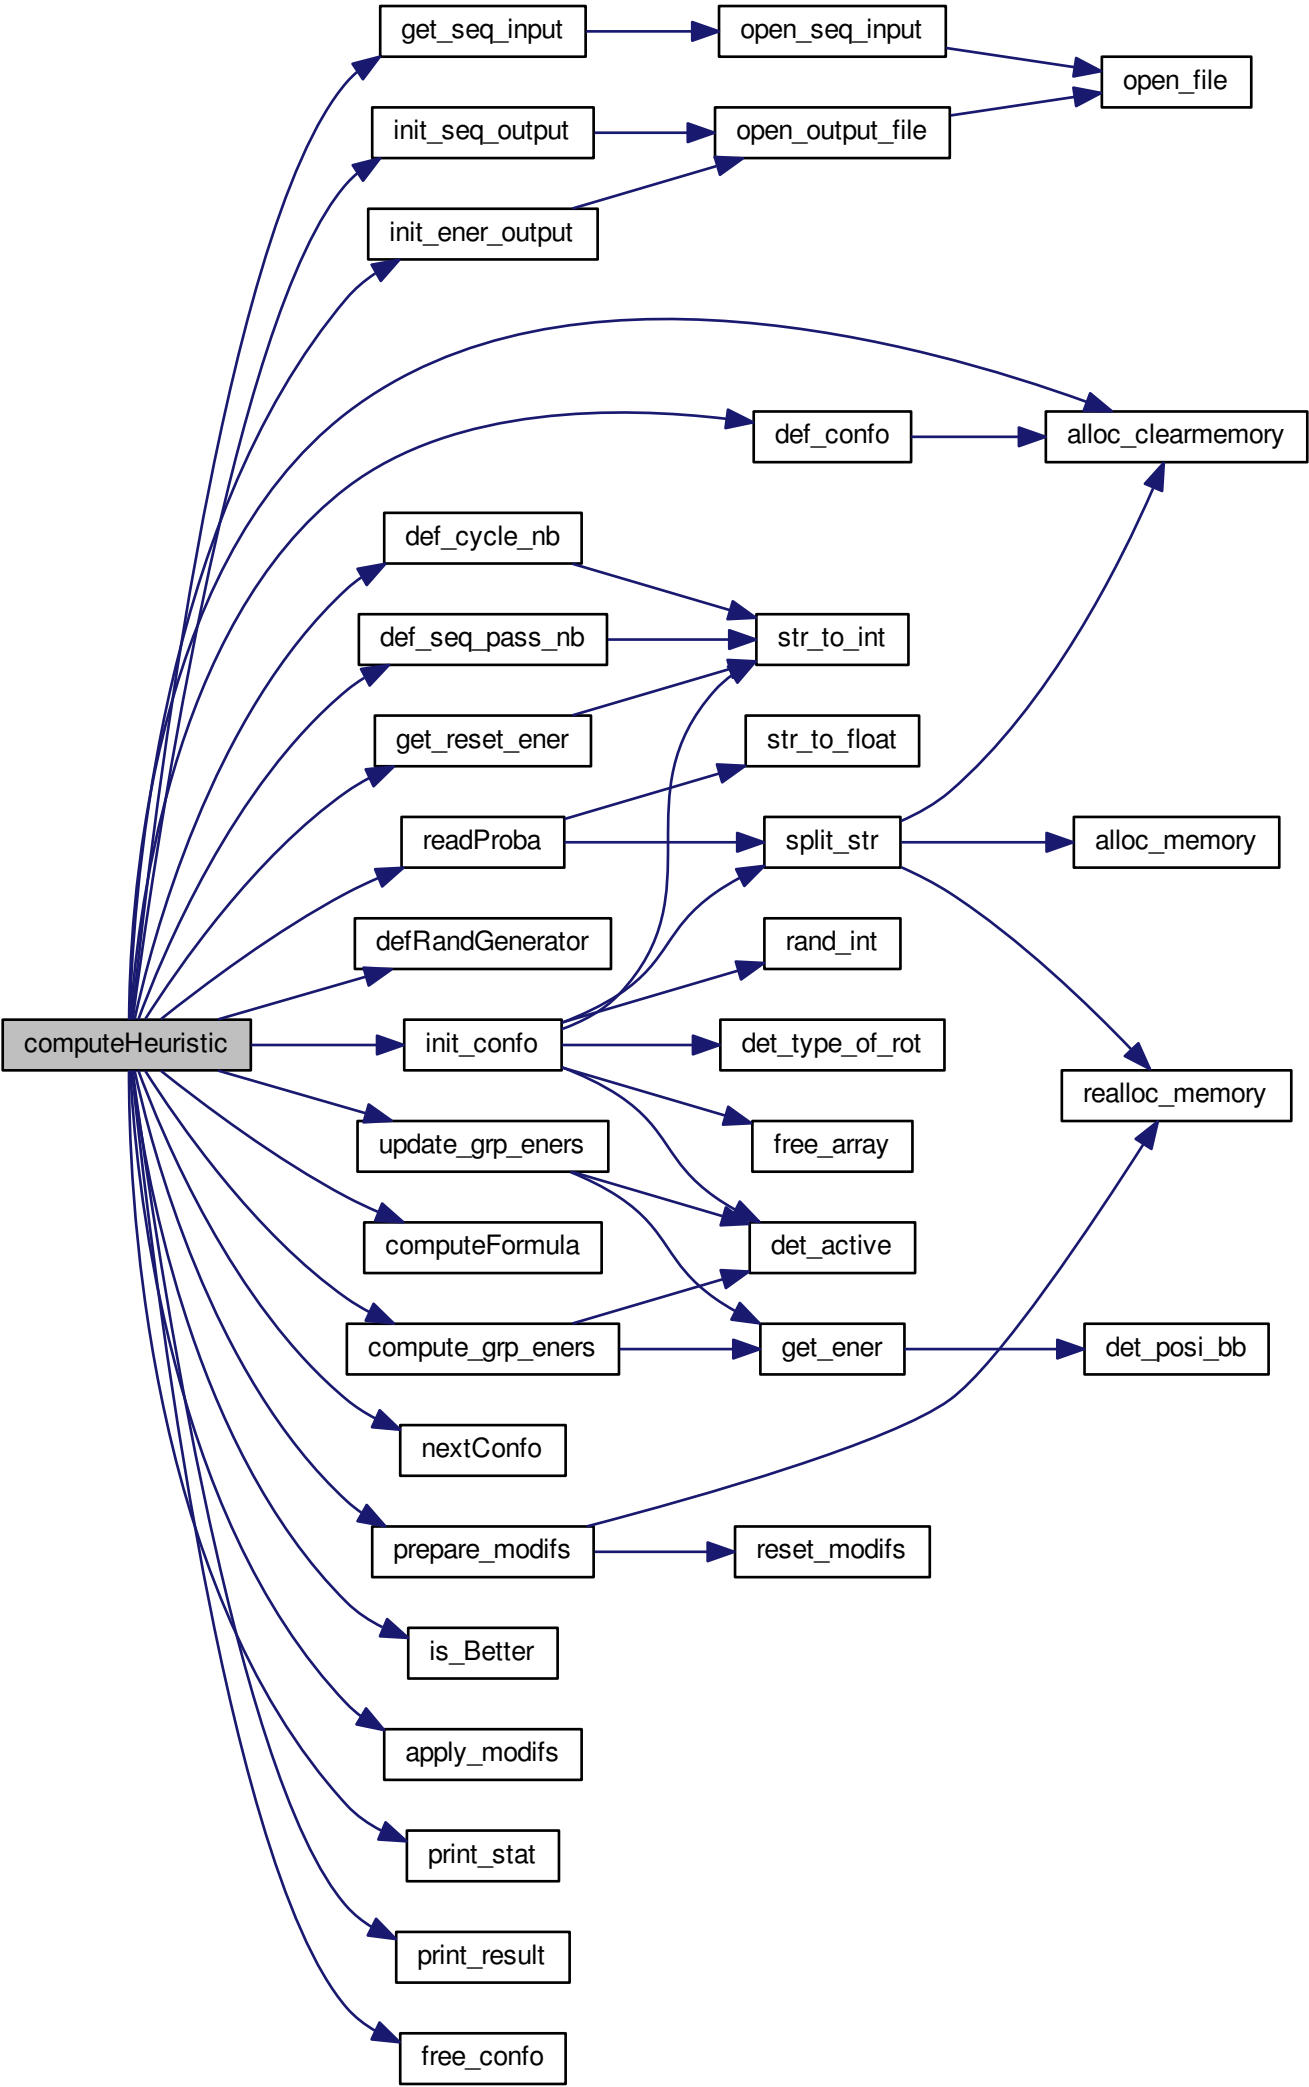 get_seq_input
open_seq_input
open_file
init_seq_output
open_output_file
init_ener_output
def_confo
alloc_clearmemory
def_cycle_nb
def_seq_pass_nb
str_to_int
get_reset_ener
str_to_float
readProba
split_str
alloc_memory
defRandGenerator
rand_int
computeHeuristic
init_confo
det_type_of_rot
realloc_memory
update_grp_eners
free_array
computeFormula
det_active
compute_grp_eners
get_ener
det_posi_bb
nextConfo
prepare_modifs
reset_modifs
is_Better
apply_modifs
print_stat
print_result
free_confo